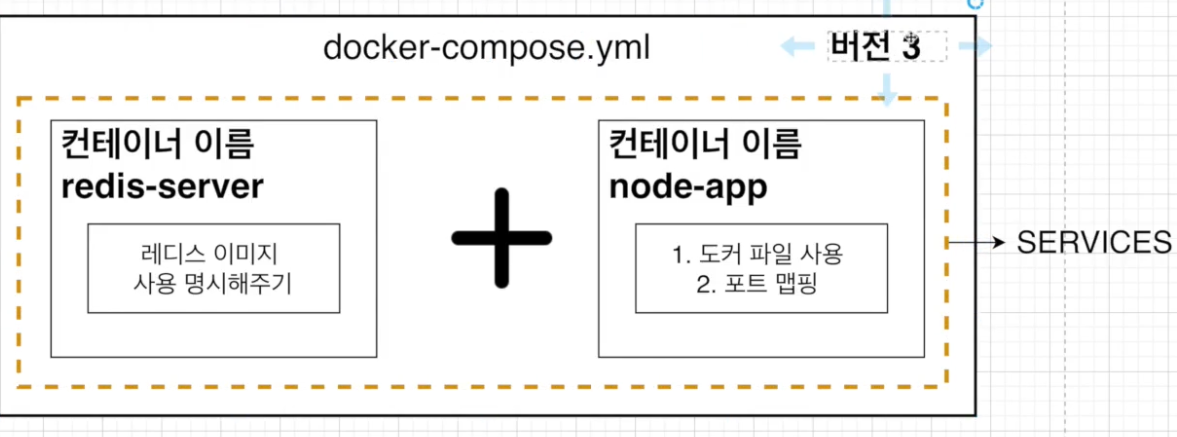 docker-compose.yml
버전 3
컨테이너 이름
redis-server
레디스 이미지
사용 명시해주기
컨테이너 이름
node-app
1. 도커 파일 사용
2. 포트 맵핑
SERVICES